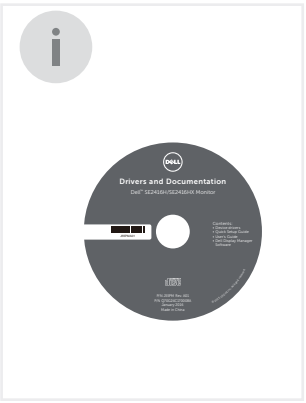 i
DELL
Drivers and Documentation
Dell™ SE2416H/SE2416HX Monitor
Contents:
• Device drivers
• Quick Setup Guide
• User's Guide
• Dell Display Manager
Software
January 2016
Made in China